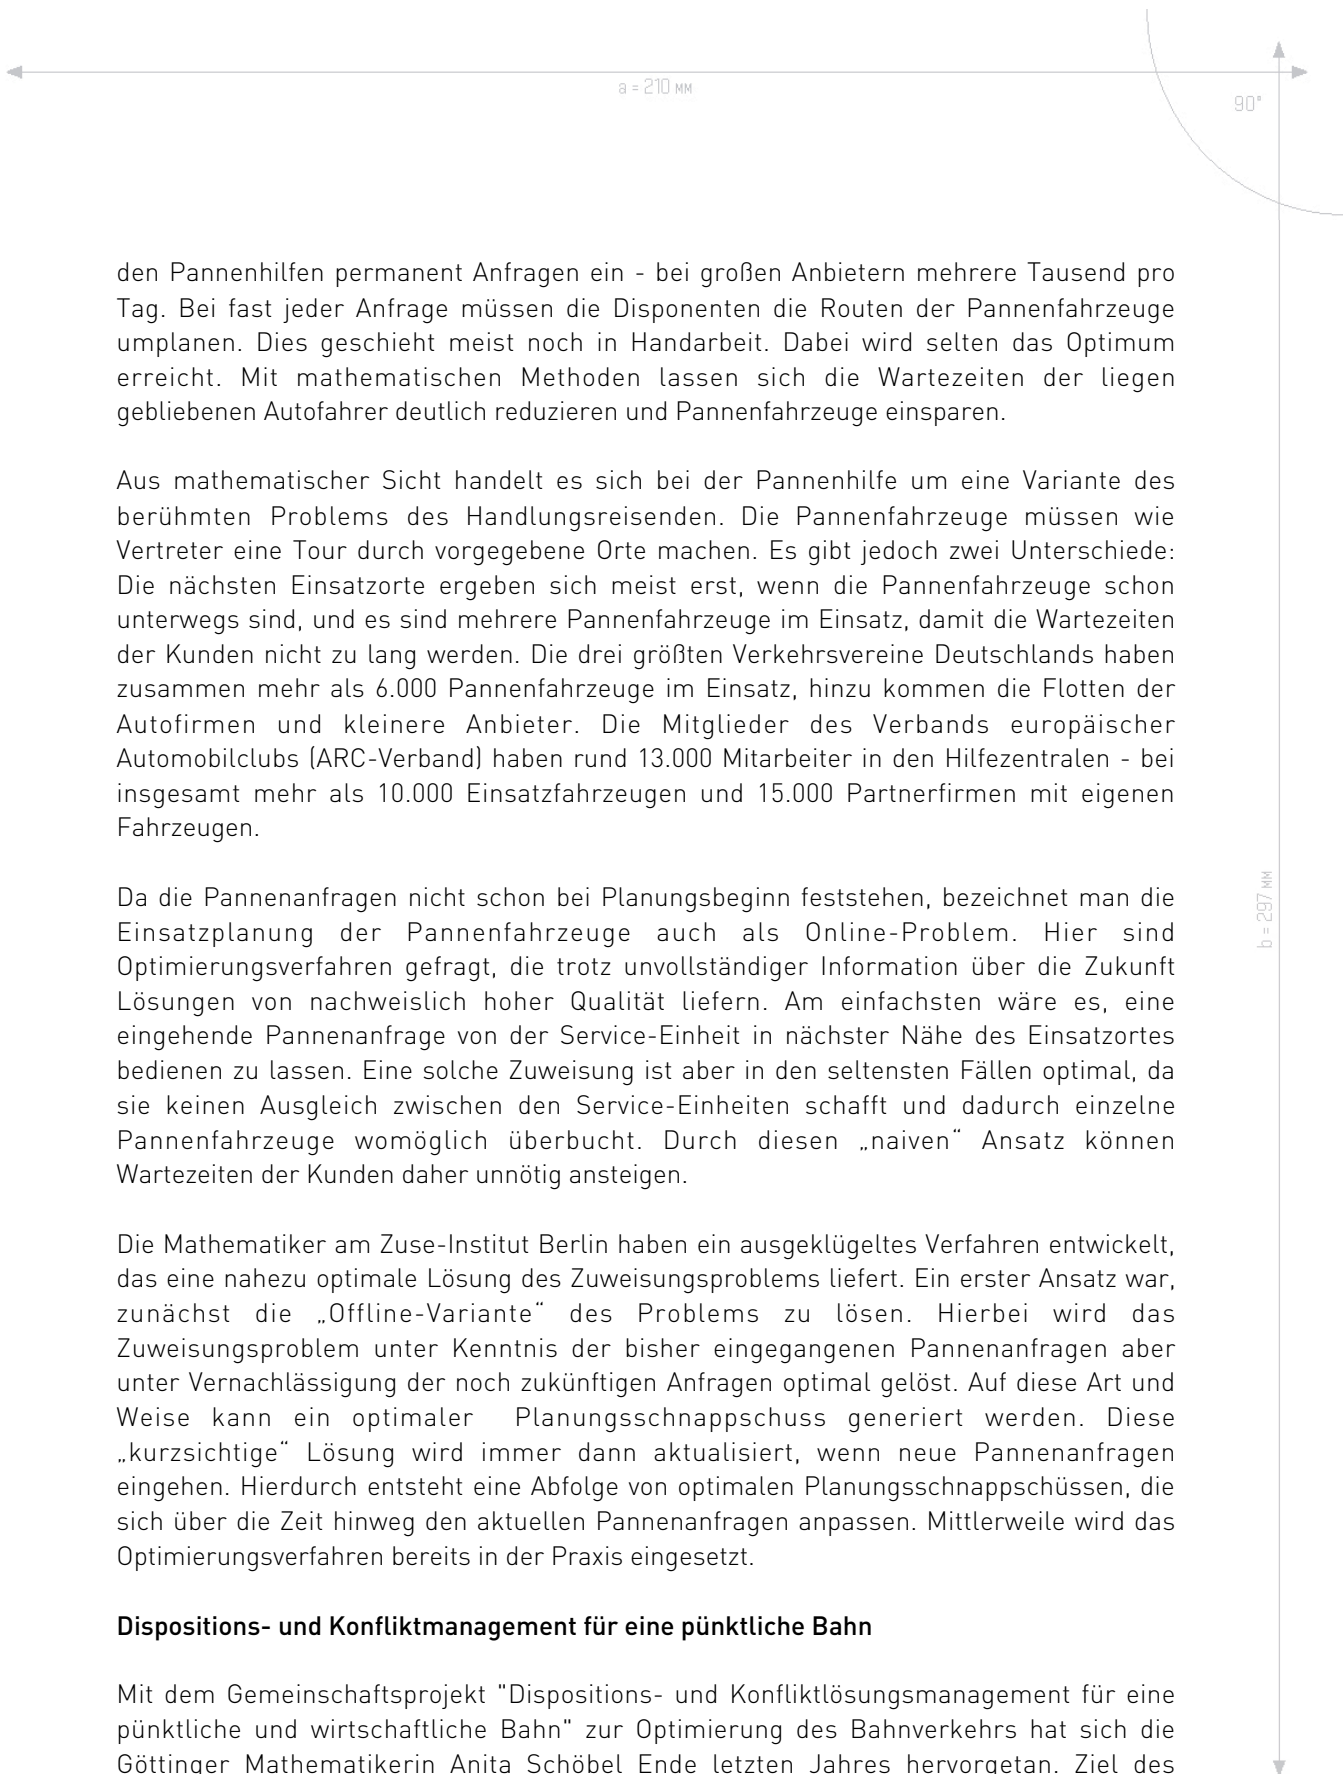 a = 210 MM
90°
den Pannenhilfen permanent Anfragen ein - bei großen Anbietern mehrere Tausend pro
Tag. Bei fast jeder Anfrage müssen die Disponenten die Routen der Pannenfahrzeuge
umplanen. Dies geschieht meist noch in Handarbeit. Dabei wird selten das Optimum
erreicht. Mit mathematischen Methoden lassen sich die Wartezeiten der liegen
gebliebenen Autofahrer deutlich reduzieren und Pannenfahrzeuge einsparen.
Aus mathematischer Sicht handelt es sich bei der Pannenhilfe um eine Variante des
berühmten Problems des Handlungsreisenden. Die Pannenfahrzeuge müssen wie
Vertreter eine Tour durch vorgegebene Orte machen. Es gibt jedoch zwei Unterschiede:
Die nächsten Einsatzorte ergeben sich meist erst, wenn die Pannenfahrzeuge schon
unterwegs sind, und es sind mehrere Pannenfahrzeuge im Einsatz, damit die Wartezeiten
der Kunden nicht zu lang werden. Die drei größten Verkehrsvereine Deutschlands haben
zusammen mehr als 6.000 Pannenfahrzeuge im Einsatz, hinzu kommen die Flotten der
Autofirmen und kleinere Anbieter. Die Mitglieder des Verbands europäischer
Automobilclubs (ARC-Verband) haben rund 13.000 Mitarbeiter in den Hilfezentralen - bei
insgesamt mehr als 10.000 Einsatzfahrzeugen und 15.000 Partnerfirmen mit eigenen
Fahrzeugen.
b = 297 MM
Da die Pannenanfragen nicht schon bei Planungsbeginn feststehen, bezeichnet man die
Einsatzplanung der Pannenfahrzeuge auch als Online-Problem. Hier sind
Optimierungsverfahren gefragt, die trotz unvollständiger Information über die Zukunft
Lösungen von nachweislich hoher Qualität liefern. Am einfachsten wäre es, eine
eingehende Pannenanfrage von der Service-Einheit in nächster Nähe des Einsatzortes
bedienen zu lassen. Eine solche Zuweisung ist aber in den seltensten Fällen optimal, da
sie keinen Ausgleich zwischen den Service-Einheiten schafft und dadurch einzelne
Pannenfahrzeuge womöglich überbucht. Durch diesen „naiven“ Ansatz können
Wartezeiten der Kunden daher unnötig ansteigen.
Die Mathematiker am Zuse-Institut Berlin haben ein ausgeklügeltes Verfahren entwickelt,
das eine nahezu optimale Lösung des Zuweisungsproblems liefert. Ein erster Ansatz war,
zunächst die „Offline-Variante“ des Problems zu lösen. Hierbei wird das
Zuweisungsproblem unter Kenntnis der bisher eingegangenen Pannenanfragen aber
unter Vernachlässigung der noch zukünftigen Anfragen optimal gelöst. Auf diese Art und
Weise kann ein optimaler Planungsschnappschuss generiert werden. Diese
„kurzsichtige“ Lösung wird immer dann aktualisiert, wenn neue Pannenanfragen
eingehen. Hierdurch entsteht eine Abfolge von optimalen Planungsschnappschüssen, die
sich über die Zeit hinweg den aktuellen Pannenanfragen anpassen. Mittlerweile wird das
Optimierungsverfahren bereits in der Praxis eingesetzt.
Dispositions- und Konfliktmanagement für eine pünktliche Bahn
Mit dem Gemeinschaftsprojekt "Dispositions- und Konfliktlösungsmanagement für eine
pünktliche und wirtschaftliche Bahn" zur Optimierung des Bahnverkehrs hat sich die
Göttinger Mathematikerin Anita Schöbel Ende letzten Jahres hervorgetan. Ziel des